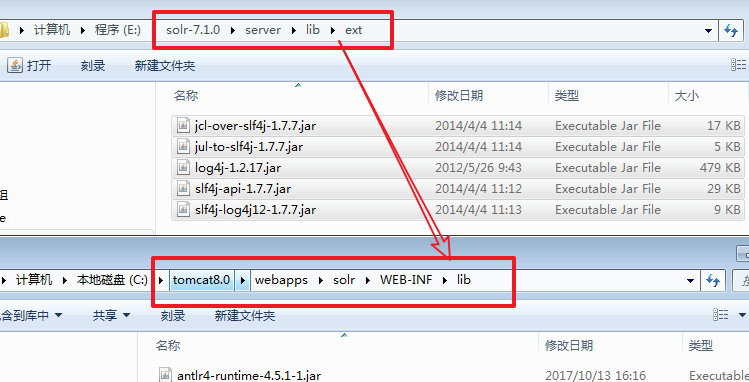 计算机 程序 (E:) solr-7.1.0 server lib ext
打开 刻录 新建文件夹
名称 修改日期 类型 大小
jcl-over-slf4j-1.7.7.jar 2014/4/4 11:14 Executable Jar File 17 KB
jul-to-slf4j-1.7.7.jar 2014/4/4 11:14 Executable Jar File 5 KB
log4j-1.2.17.jar 2012/5/26 9:43 Executable Jar File 479 KB
slf4j-api-1.7.7.jar 2014/4/4 11:12 Executable Jar File 29 KB
slf4j-log4j12-1.7.7.jar 2014/4/4 11:13 Executable Jar File 9 KB
组
e
计算机 本地磁盘 (C:) tomcat8.0 webapps solr WEB-INF lib
含到库中 共享 刻录 新建文件夹
名称 修改日期 类型
antlr4-runtime-4.5.1-1.jar 2017/10/13 16:16 Executable